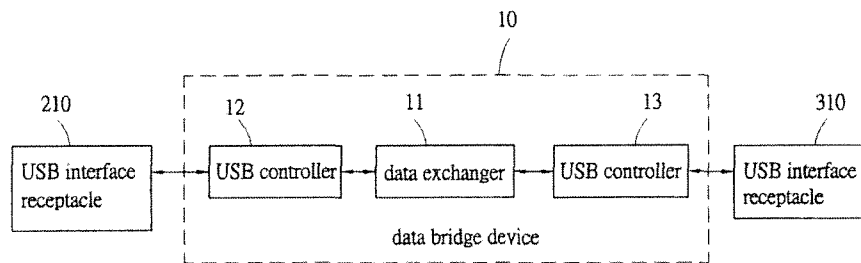 10
210
12
11
13
310
USB interface
receptacle
USB controller
data exchanger
USB controller
USB interface
receptacle
data bridge device